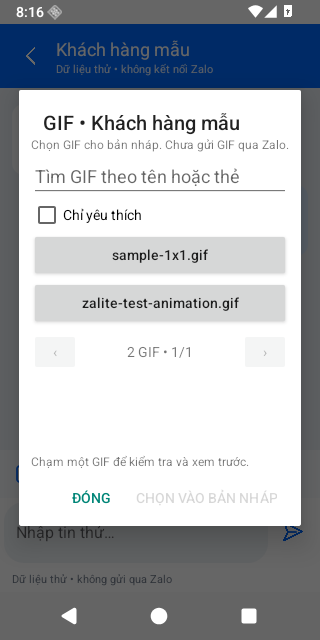 8:16
Khách hàng mẫu
Dữ liệu thử • không kết nối Zalo
GIF • Khách hàng mẫu
Chọn GIF cho bản nháp. Chưa gửi GIF qua Zalo.
Tìm GIF theo tên hoặc thẻ
Chỉ yêu thích
sample-1x1.gif
zalite-test-animation.gif
‹ 2 GIF • 1/1 ›
Chạm một GIF để kiểm tra và xem trước.
ĐÓNG CHỌN VÀO BẢN NHÁP
Nhập tin thử...
Dữ liệu thử • không gửi qua Zalo